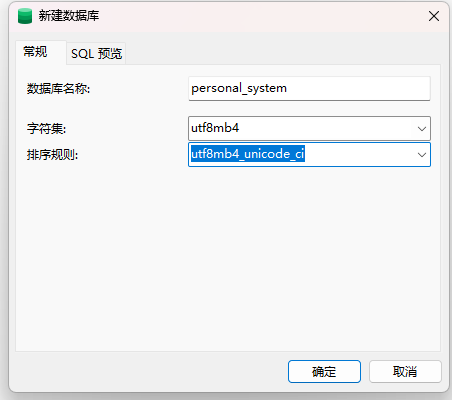 新建数据库
常规
SQL 预览
数据库名称:
personal_system
字符集:
utf8mb4
排序规则:
utf8mb4_unicode_ci
确定
取消